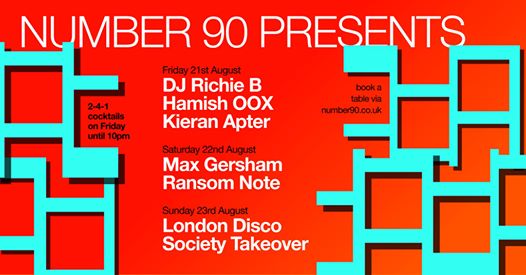 NUMBER 90 PRESENTS
Friday 21st August
DJ Richie B
Hamish OOX
Kieran Apter
2-4-1
cocktails
on Friday
until 10pm
book a
table via
number90.co.uk
Saturday 22nd August
Max Gersham
Ransom Note
Sunday 23rd August
London Disco
Society Takeover